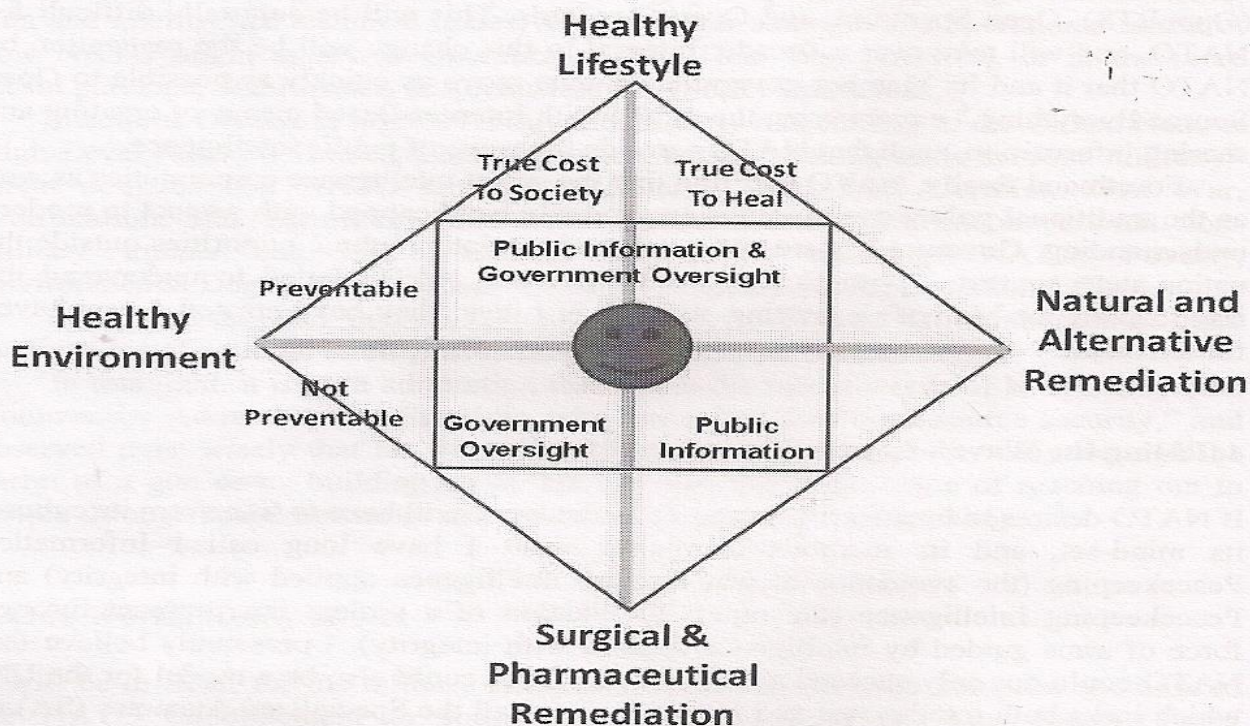 Healthy
Lifestyle
True Cost
To Society
True Cost
To Heal
Public Information &
Government Oversight
Preventable
Healthy
Environment
Natural and
Alternative
Remediation
Not
Preventable
Government
Oversight
Public
Information
Surgical &
Pharmaceutical
Remediation